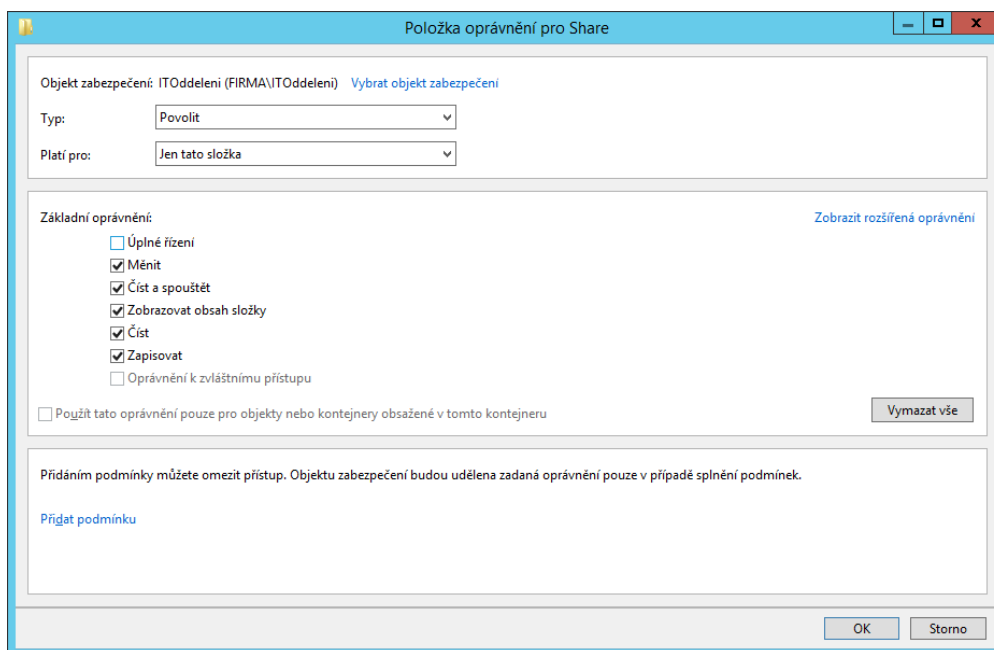 Položka oprávnění pro Share
Objekt zabezpečení: ITOddeleni (FIRMA\ITOddeleni) Vybrat objekt zabezpečení
Typ: Povolit
Platí pro: Jen tato složka
Základní oprávnění: Zobrazit rozšířená oprávnění
Úplné řízení
Měnit
Číst a spouštět
Zobrazovat obsah složky
Číst
Zapisovat
Oprávnění k zvláštnímu přístupu
Použít tato oprávnění pouze pro objekty nebo kontejnery obsažené v tomto kontejneru Vymazat vše
Přidáním podmínky můžete omezit přístup. Objektu zabezpečení budou udělena zadaná oprávnění pouze v případě splnění podmínek.
Přidat podmínku
OK Storno